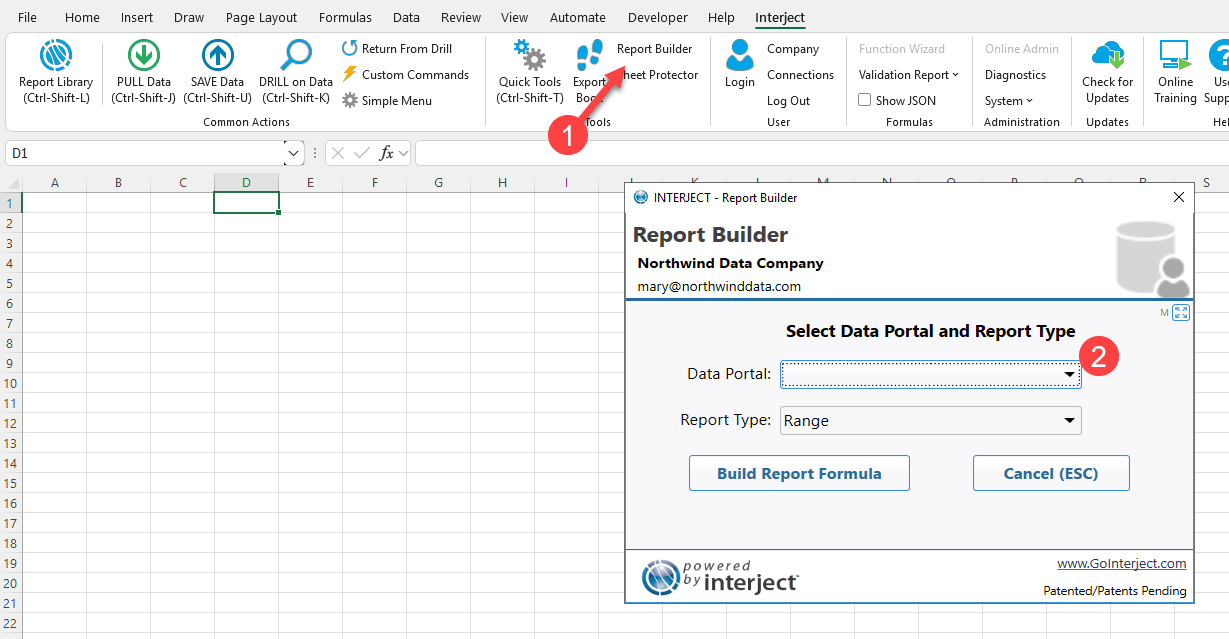 File Home Insert Draw Page Layout Formulas Data Review View Automate Developer Help Interject
Report Library
(Ctrl-Shift-L)
PULL Data
(Ctrl-Shift-J)
SAVE Data
(Ctrl-Shift-U)
DRILL on Data
(Ctrl-Shift-K)
Return From Drill
Custom Commands
Simple Menu
Common Actions
Quick Tools
(Ctrl-Shift-T)
Export
Report Builder
Sheet Protector
Tools
1
Login
Company
Connections
Log Out
User
Function Wizard
Validation Report
Show JSON
Formulas
Online Admin
Diagnostics
System
Administration
Check for
Updates
Updates
Online
Training
D1
fx
A B C D E F G H I S
1
2
3
4
5
6
7
8
9
10
11
12
13
14
15
16
17
18
19
20
21
22
INTERJECT - Report Builder
Report Builder
Northwind Data Company
mary@northwinddata.com
M
Select Data Portal and Report Type
2
Data Portal:
Report Type: Range
Build Report Formula Cancel (ESC)
powered
by interject
www.GoInterject.com
Patented/Patents Pending